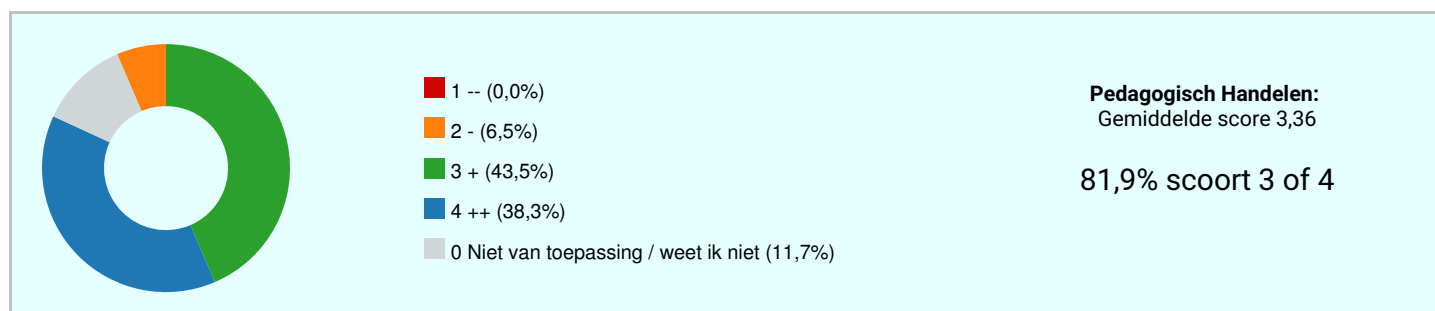 1 -- (0,0%)
2 - (6,5%)
3 + (43,5%)
4 ++ (38,3%)
0 Niet van toepassing / weet ik niet (11,7%)
Pedagogisch Handelen:
Gemiddelde score 3,36
81,9% scoort 3 of 4